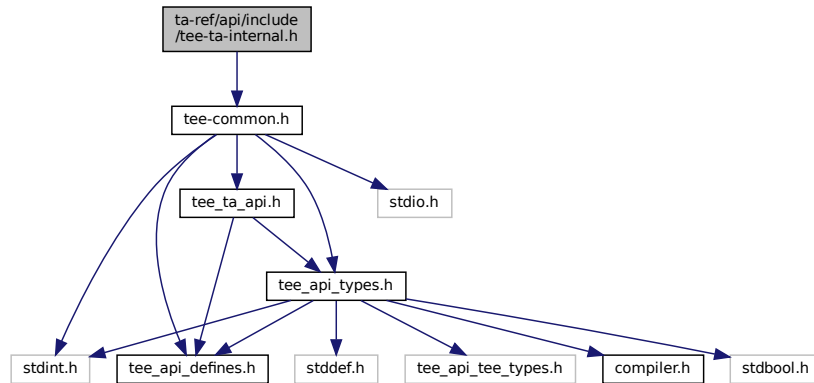 ta-ref/api/include
/tee-ta-internal.h
tee-common.h
tee_ta_api.h
stdio.h
tee_api_types.h
stdint.h
tee_api_defines.h
stddef.h
tee_api_tee_types.h
compiler.h
stdbool.h